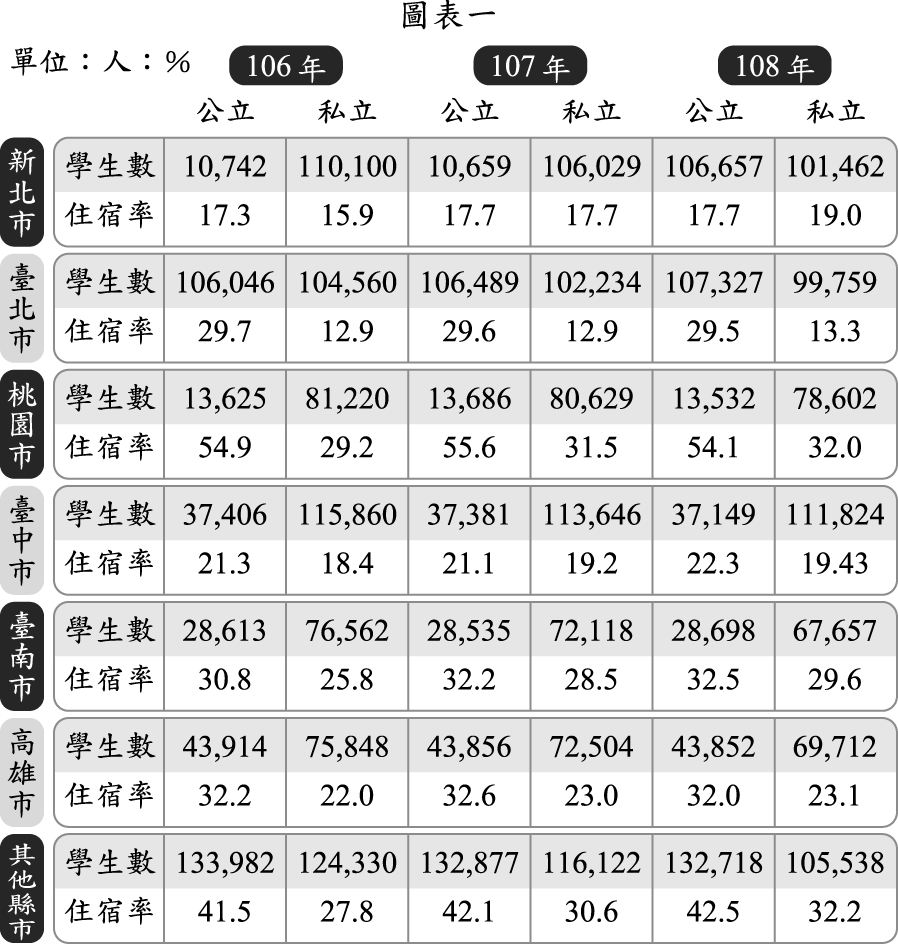 圖表一
單位：人：% 106年 107年 108年
公立 私立 公立 私立 公立 私立
新北市
學生數 10,742 110,100 10,659 106,029 106,657 101,462
住宿率 17.3 15.9 17.7 17.7 17.7 19.0
臺北市
學生數 106,046 104,560 106,489 102,234 107,327 99,759
住宿率 29.7 12.9 29.6 12.9 29.5 13.3
桃園市
學生數 13,625 81,220 13,686 80,629 13,532 78,602
住宿率 54.9 29.2 55.6 31.5 54.1 32.0
臺中市
學生數 37,406 115,860 37,381 113,646 37,149 111,824
住宿率 21.3 18.4 21.1 19.2 22.3 19.43
臺南市
學生數 28,613 76,562 28,535 72,118 28,698 67,657
住宿率 30.8 25.8 32.2 28.5 32.5 29.6
高雄市
學生數 43,914 75,848 43,856 72,504 43,852 69,712
住宿率 32.2 22.0 32.6 23.0 32.0 23.1
其他縣市
學生數 133,982 124,330 132,877 116,122 132,718 105,538
住宿率 41.5 27.8 42.1 30.6 42.5 32.2